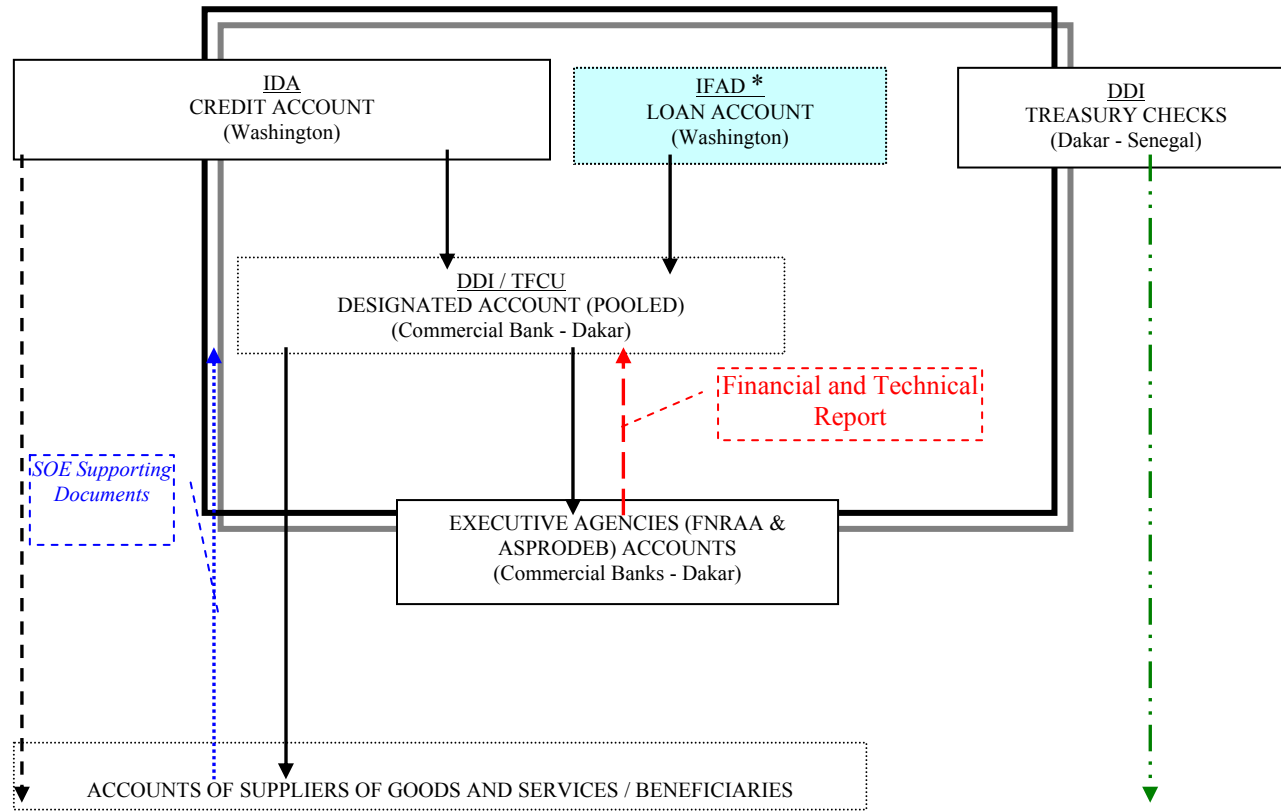 IDA
CREDIT ACCOUNT
(Washington)
IFAD *
LOAN ACCOUNT
(Washington)
DDI
TREASURY CHECKS
(Dakar - Senegal)
DDI / TFCU
DESIGNATED ACCOUNT (POOLED)
(Commercial Bank - Dakar)
Financial and Technical
Report
SOE Supporting
Documents
EXECUTIVE AGENCIES (FNRAA &
ASPRODEB) ACCOUNTS
(Commercial Banks - Dakar)
ACCOUNTS OF SUPPLIERS OF GOODS AND SERVICES / BENEFICIARIES